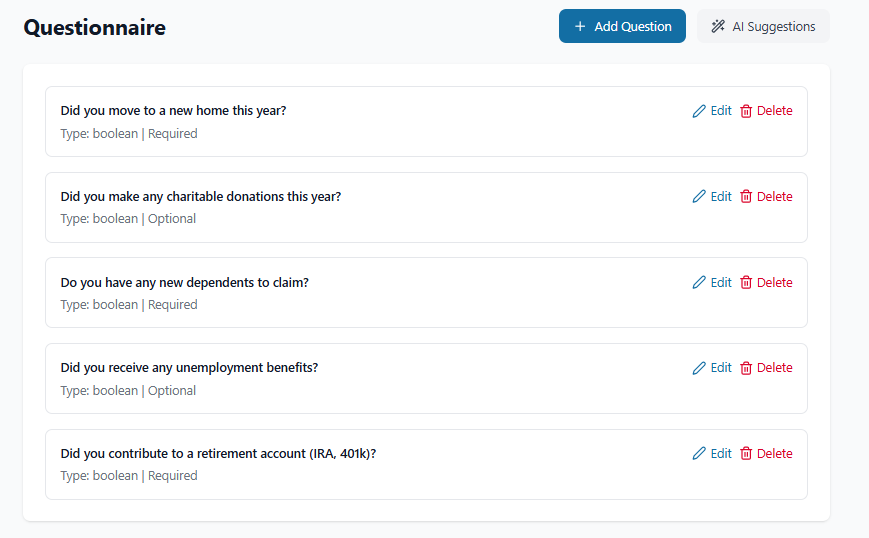 Questionnaire
+ Add Question
AI Suggestions
Did you move to a new home this year?
Edit Delete
Type: boolean | Required
Did you make any charitable donations this year?
Edit Delete
Type: boolean | Optional
Do you have any new dependents to claim?
Edit Delete
Type: boolean | Required
Did you receive any unemployment benefits?
Edit Delete
Type: boolean | Optional
Did you contribute to a retirement account (IRA, 401k)?
Edit Delete
Type: boolean | Required